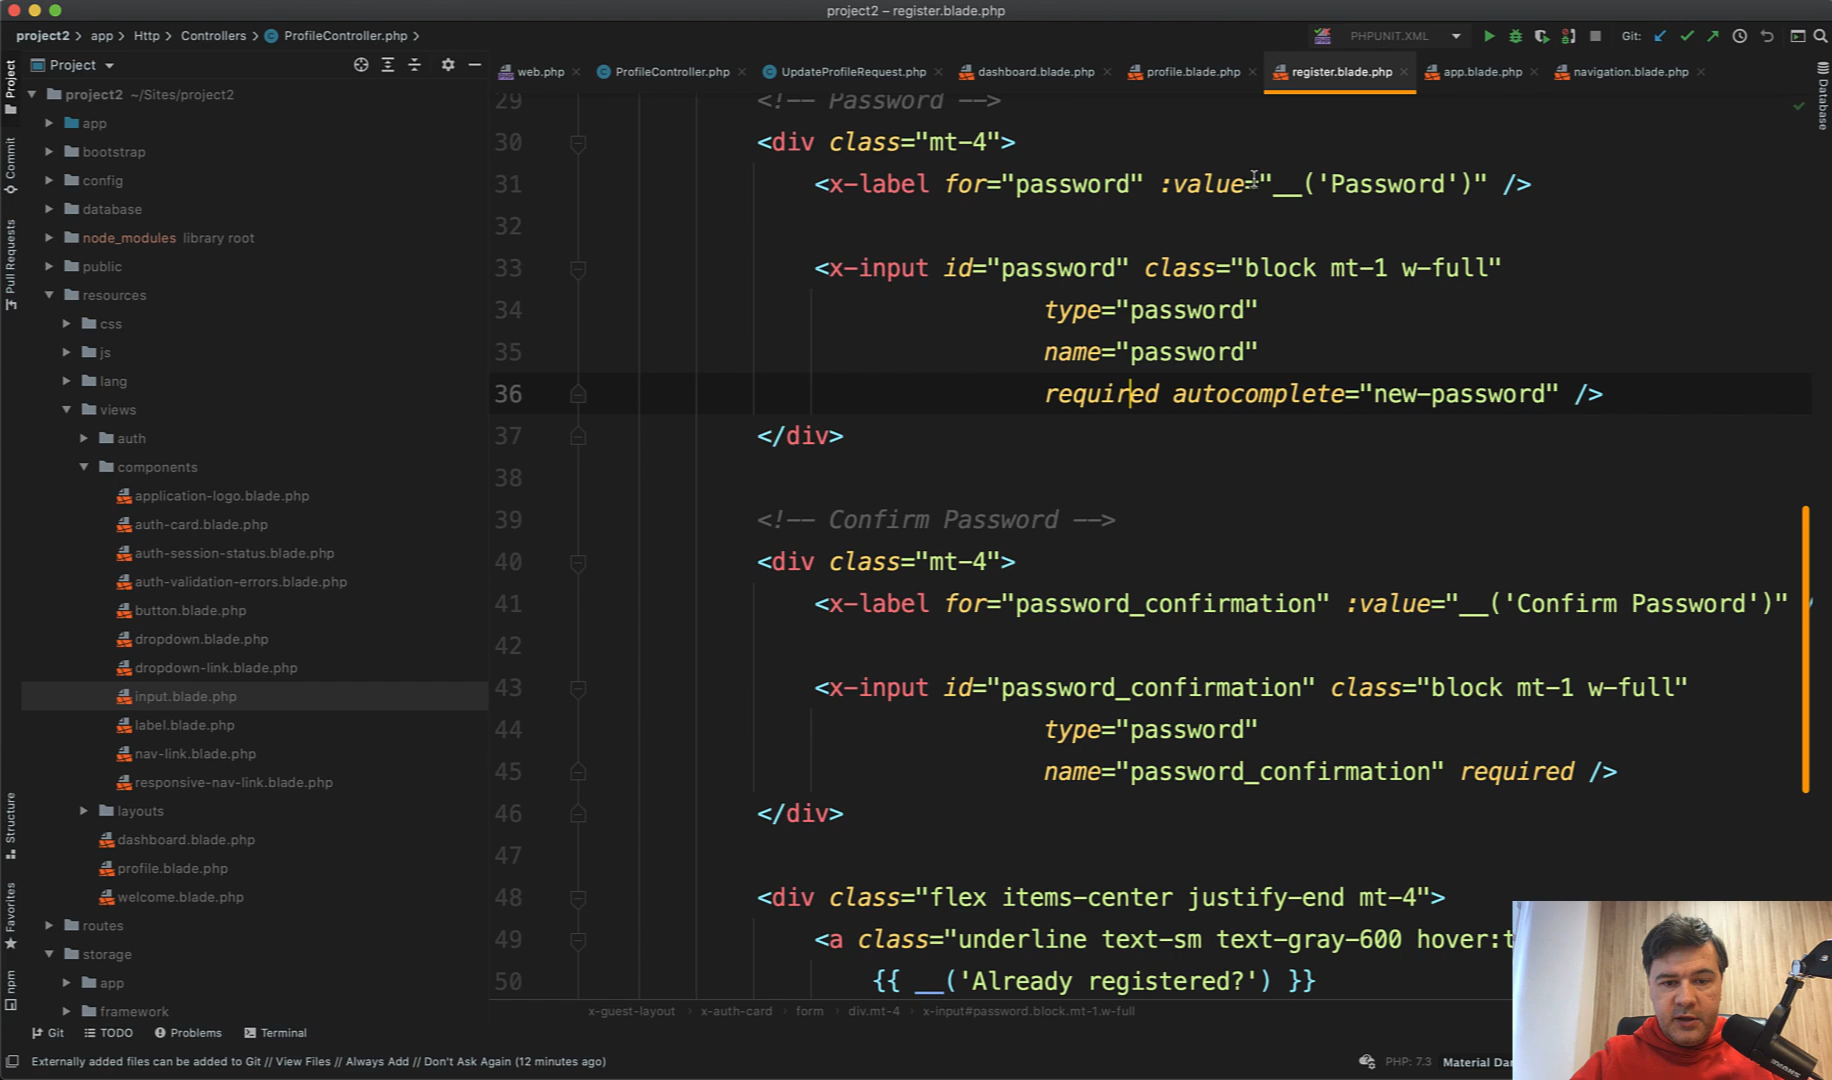 project2 – register.blade.php
project2 app Http Controllers ProfileController.php
PHPUNIT.XML Git:
Project
web.php ProfileController.php UpdateProfileRequest.php dashboard.blade.php profile.blade.php register.blade.php app.blade.php navigation.blade.php
Project
Commit
Pull Requests
Structure
Favorites
npm
Database
project2 ~/Sites/project2
app
bootstrap
config
database
node_modules library root
public
resources
css
js
lang
views
auth
components
application-logo.blade.php
auth-card.blade.php
auth-session-status.blade.php
auth-validation-errors.blade.php
button.blade.php
dropdown.blade.php
dropdown-link.blade.php
input.blade.php
label.blade.php
nav-link.blade.php
responsive-nav-link.blade.php
layouts
dashboard.blade.php
profile.blade.php
welcome.blade.php
routes
storage
app
framework
29 <!-- Password -->
30 <div class="mt-4">
31 <x-label for="password" :value="__('Password')" />
32
33 <x-input id="password" class="block mt-1 w-full"
34 type="password"
35 name="password"
36 required autocomplete="new-password" />
37 </div>
38
39 <!-- Confirm Password -->
40 <div class="mt-4">
41 <x-label for="password_confirmation" :value="__('Confirm Password')" /
42
43 <x-input id="password_confirmation" class="block mt-1 w-full"
44 type="password"
45 name="password_confirmation" required />
46 </div>
47
48 <div class="flex items-center justify-end mt-4">
49 <a class="underline text-sm text-gray-600 hover:t
50 {{ __('Already registered?') }}
x-guest-layout x-auth-card form div.mt-4 x-input#password.block.mt-1.w-full
Git TODO Problems Terminal
Externally added files can be added to Git // View Files // Always Add // Don't Ask Again (12 minutes ago)
PHP: 7.3 Material Dar